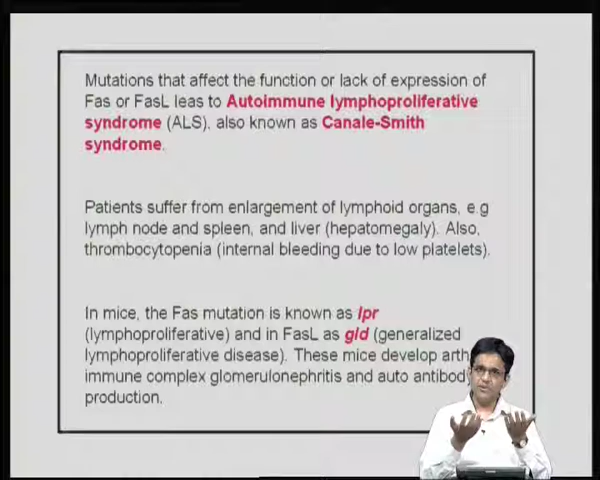 Mutations that affect the function or lack of expression of
Fas or FasL leas to Autoimmune lymphoproliferative
syndrome (ALS), also known as Canale-Smith
syndrome.
Patients suffer from enlargement of lymphoid organs, e.g
lymph node and spleen, and liver (hepatomegaly). Also,
thrombocytopenia (internal bleeding due to low platelets).
In mice, the Fas mutation is known as lpr
(lymphoproliferative) and in FasL as gld (generalized
lymphoproliferative disease). These mice develop arth
immune complex glomerulonephritis and auto antibod
production.